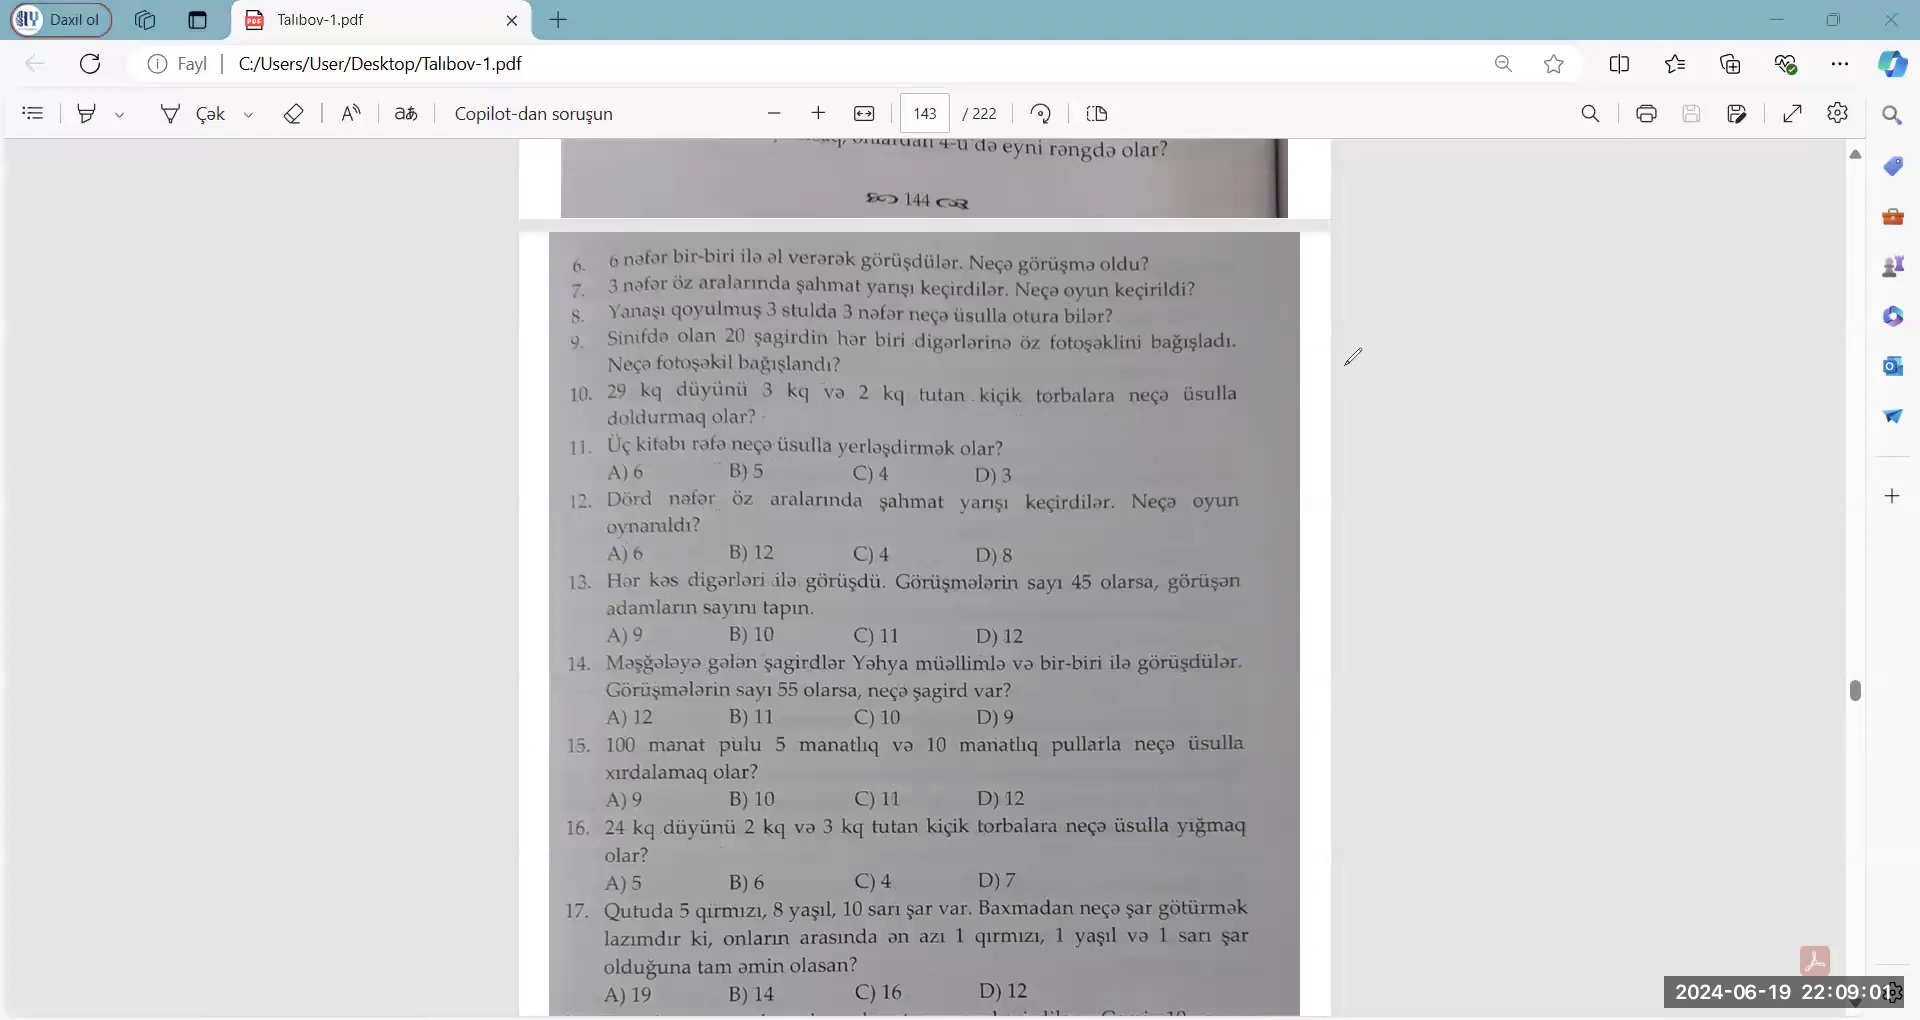 Daxil ol
Talıbov-1.pdf
Fayl
C:/Users/User/Desktop/Talıbov-1.pdf
Çək
Copilot-dan soruşun
143 / 222
4-ü də eyni rəngdə olar?
144
6. 6 nəfər bir-biri ilə əl verərək görüşdülər. Neçə görüşmə oldu?
7. 3 nəfər öz aralarında şahmat yarışı keçirdilər. Neçə oyun keçirildi?
8. Yanaşı qoyulmuş 3 stulda 3 nəfər neçə üsulla otura bilər?
9. Sinifdə olan 20 şagirdin hər biri digərlərinə öz fotoşəklini bağışladı.
Neçə fotoşəkil bağışlandı?
10. 29 kq düyünü 3 kq və 2 kq tutan kiçik torbalara neçə üsulla
doldurmaq olar?
11. Üç kitabı rəfə neçə üsulla yerləşdirmək olar?
A) 6 B) 5 C) 4 D) 3
12. Dörd nəfər öz aralarında şahmat yarışı keçirdilər. Neçə oyun
oynanıldı?
A) 6 B) 12 C) 4 D) 8
13. Hər kəs digərləri ilə görüşdü. Görüşmələrin sayı 45 olarsa, görüşən
adamların sayını tapın.
A) 9 B) 10 C) 11 D) 12
14. Məşğələyə gələn şagirdlər Yəhya müəllimlə və bir-biri ilə görüşdülər.
Görüşmələrin sayı 55 olarsa, neçə şagird var?
A) 12 B) 11 C) 10 D) 9
15. 100 manat pulu 5 manatlıq və 10 manatlıq pullarla neçə üsulla
xırdalamaq olar?
A) 9 B) 10 C) 11 D) 12
16. 24 kq düyünü 2 kq və 3 kq tutan kiçik torbalara neçə üsulla yığmaq
olar?
A) 5 B) 6 C) 4 D) 7
17. Qutuda 5 qırmızı, 8 yaşıl, 10 sarı şar var. Baxmadan neçə şar götürmək
lazımdır ki, onların arasında ən azı 1 qırmızı, 1 yaşıl və 1 sarı şar
olduğuna tam əmin olasan?
A) 19 B) 14 C) 16 D) 12
2024-06-19 22:09:01